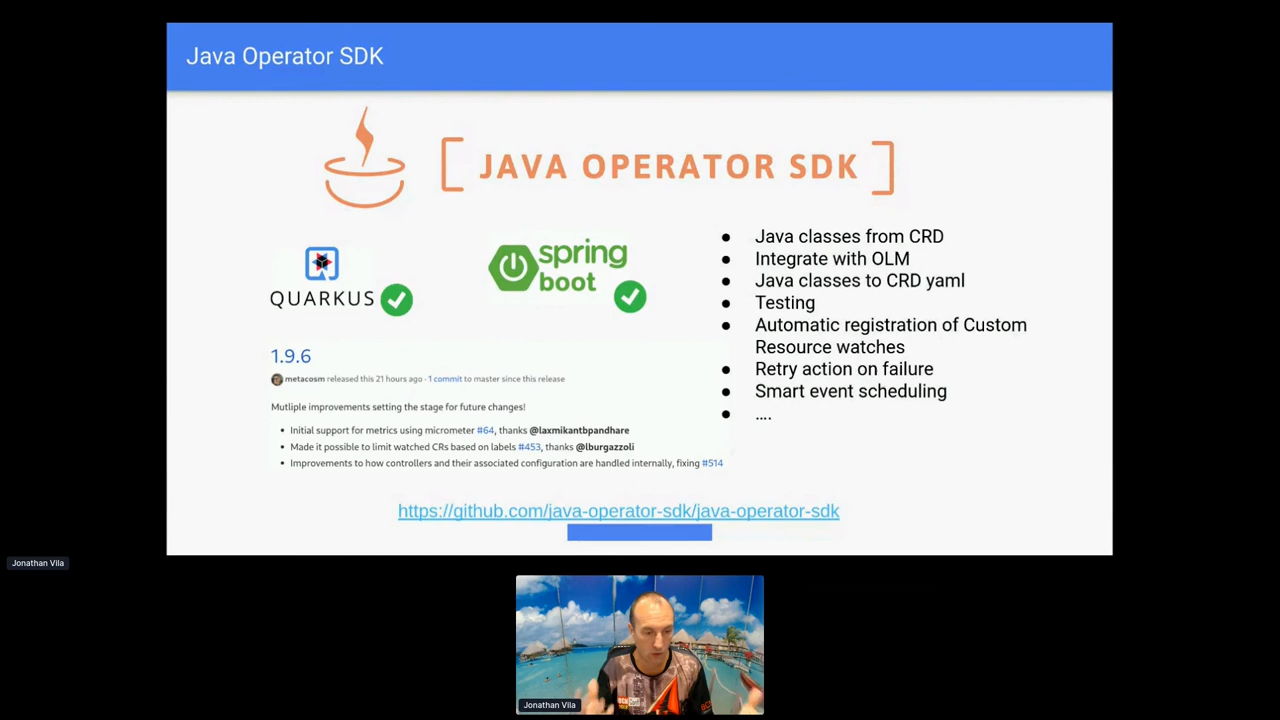 Java Operator SDK
[ JAVA OPERATOR SDK ]
QUARKUS
spring
boot
● Java classes from CRD
● Integrate with OLM
● Java classes to CRD yaml
● Testing
● Automatic registration of Custom
Resource watches
● Retry action on failure
● Smart event scheduling
● ....
1.9.6
metacosm released this 21 hours ago · 1 commit to master since this release
Mutliple improvements setting the stage for future changes!
• Initial support for metrics using micrometer #64, thanks @laxmikantbpandhare
• Made it possible to limit watched CRs based on labels #453, thanks @lburgazzoli
• Improvements to how controllers and their associated configuration are handled internally, fixing #514
https://github.com/java-operator-sdk/java-operator-sdk
Jonathan Vila
Jonathan Vila